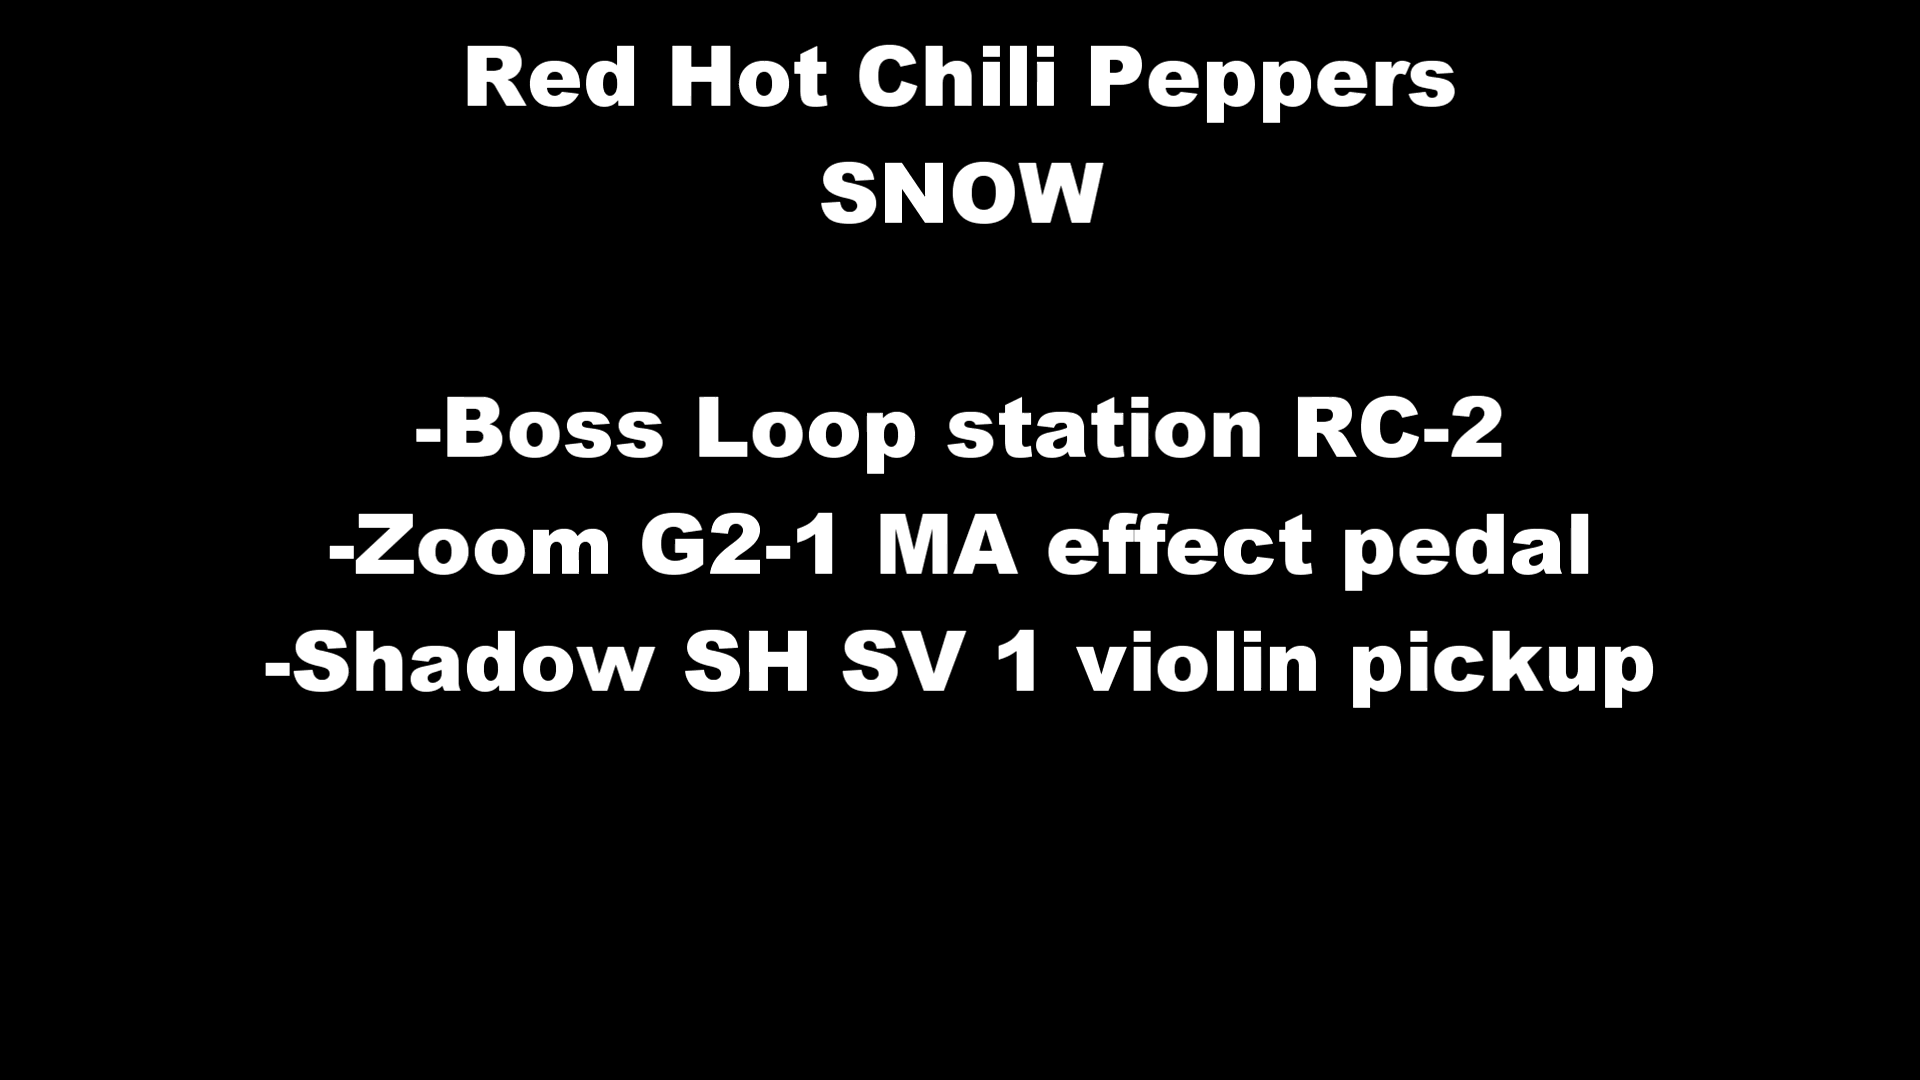 Red Hot Chili Peppers
SNOW
-Boss Loop station RC-2
-Zoom G2-1 MA effect pedal
-Shadow SH SV 1 violin pickup